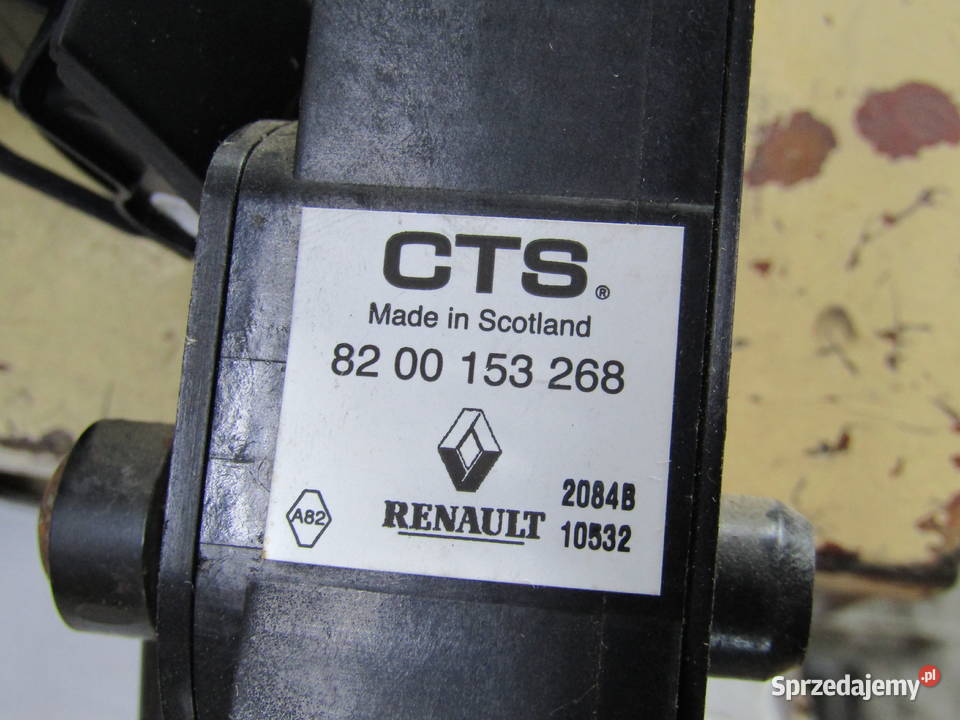 CTS®
Made in Scotland
82 00 153 268
A82
RENAULT
2084B
10532
Sprzedajemy.pl